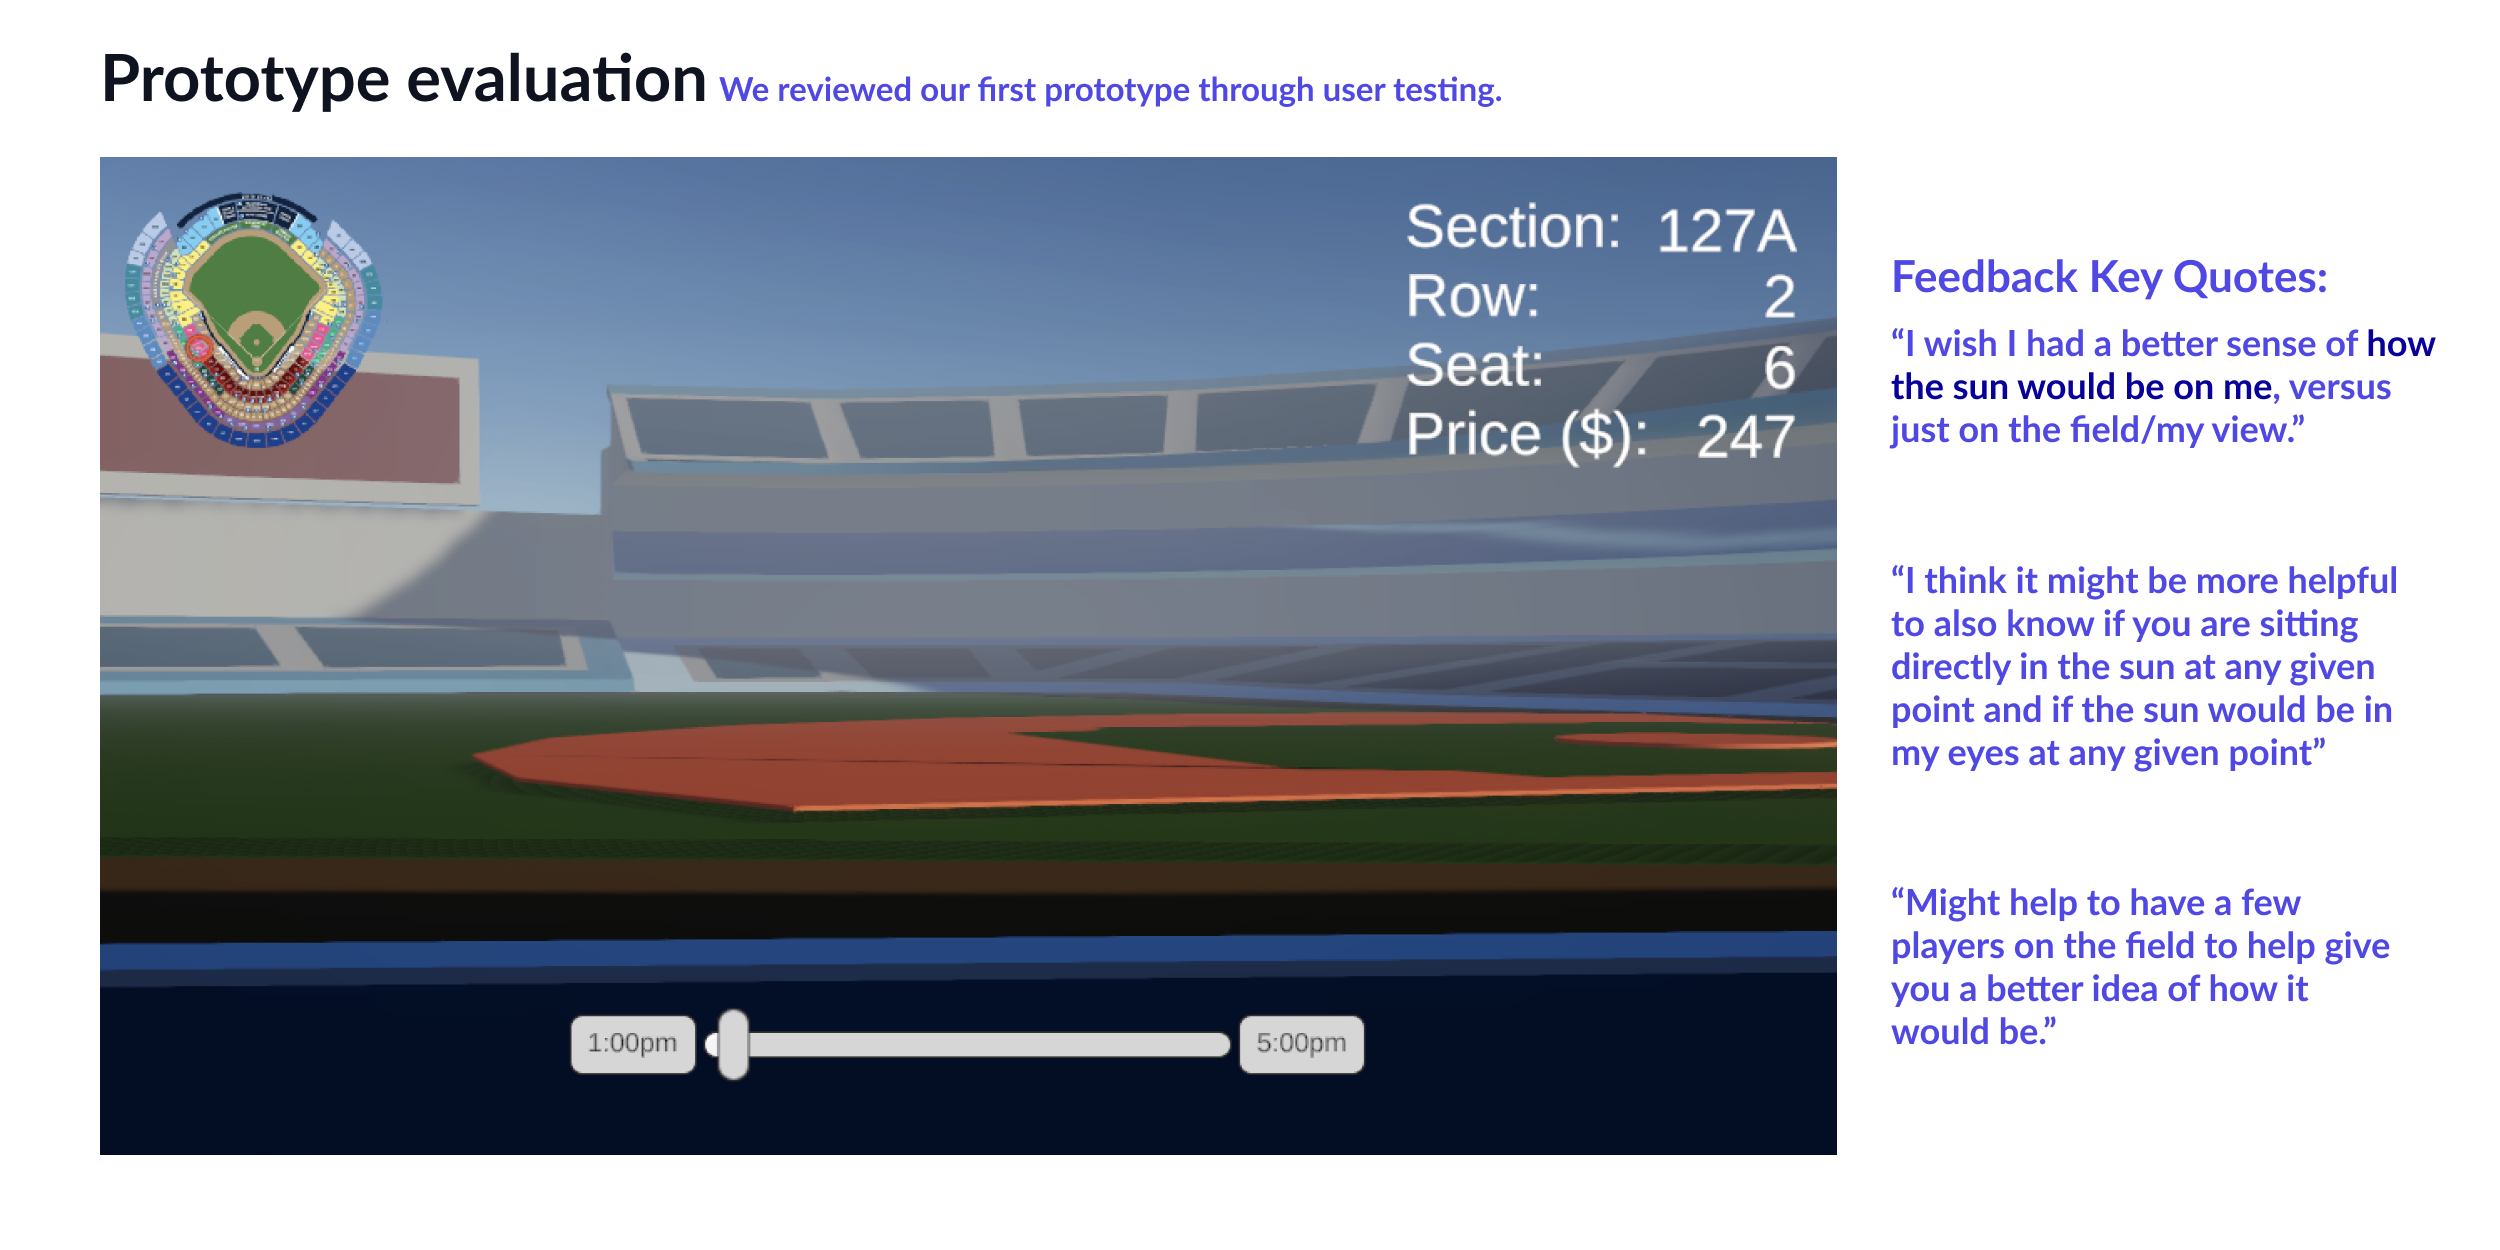 Prototype evaluation We reviewed our first prototype through user testing.
Section: 127A
Row: 2
Seat: 6
Price ($): 247
1:00pm
5:00pm
Feedback Key Quotes:
“I wish I had a better sense of how
the sun would be on me, versus
just on the field/my view.”
“I think it might be more helpful
to also know if you are sitting
directly in the sun at any given
point and if the sun would be in
my eyes at any given point”
“Might help to have a few
players on the field to help give
you a better idea of how it
would be.”